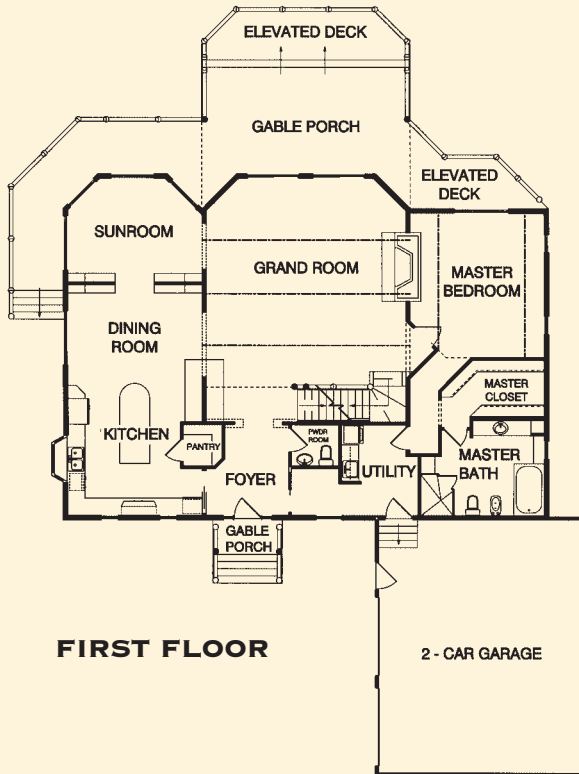 ELEVATED DECK
GABLE PORCH
ELEVATED
DECK
SUNROOM
GRAND ROOM
MASTER
BEDROOM
DINING
ROOM
MASTER
CLOSET
KITCHEN
PANTRY
PWDR
ROOM
UTILITY
MASTER
BATH
FOYER
GABLE
PORCH
FIRST FLOOR
2 - CAR GARAGE